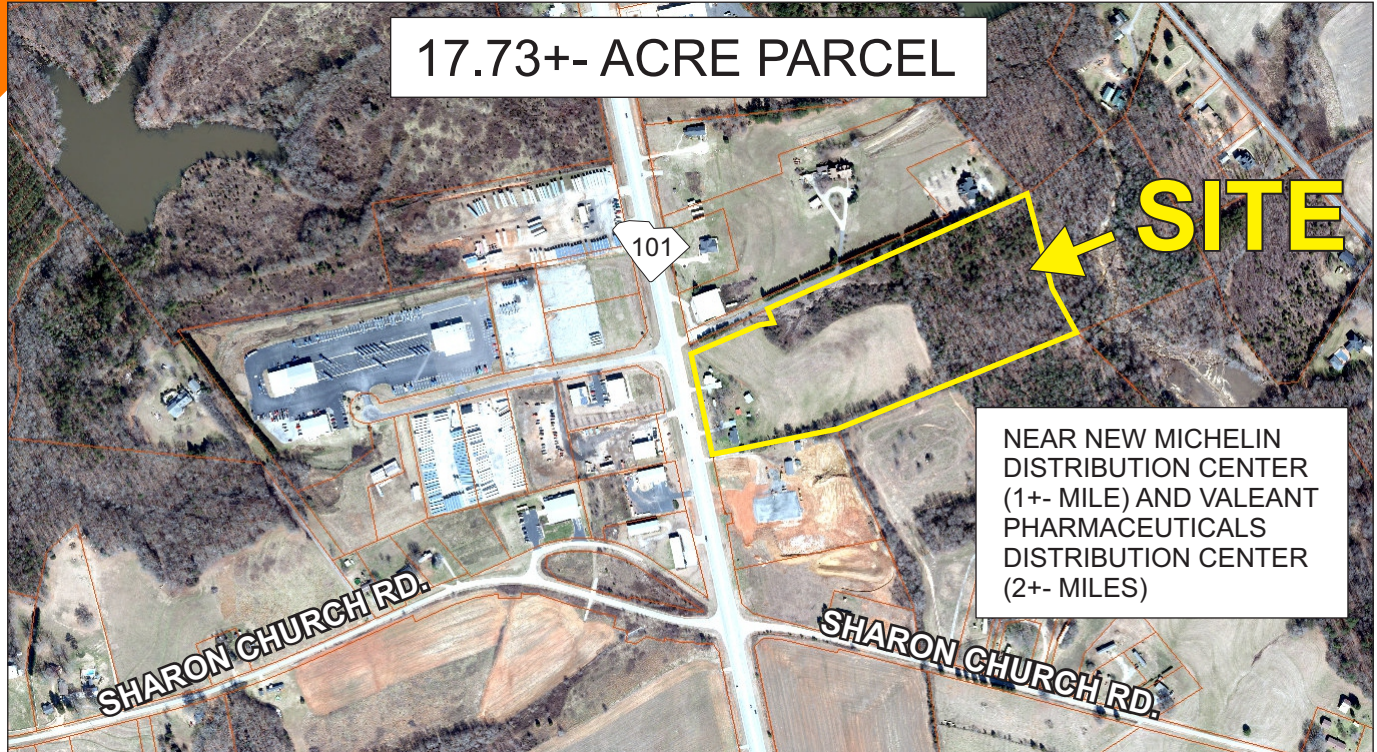 17.73+- ACRE PARCEL
101
SITE
NEAR NEW MICHELIN
DISTRIBUTION CENTER
(1+- MILE) AND VALEANT
PHARMACEUTICALS
DISTRIBUTION CENTER
(2+- MILES)
SHARON CHURCH RD.
SHARON CHURCH RD.